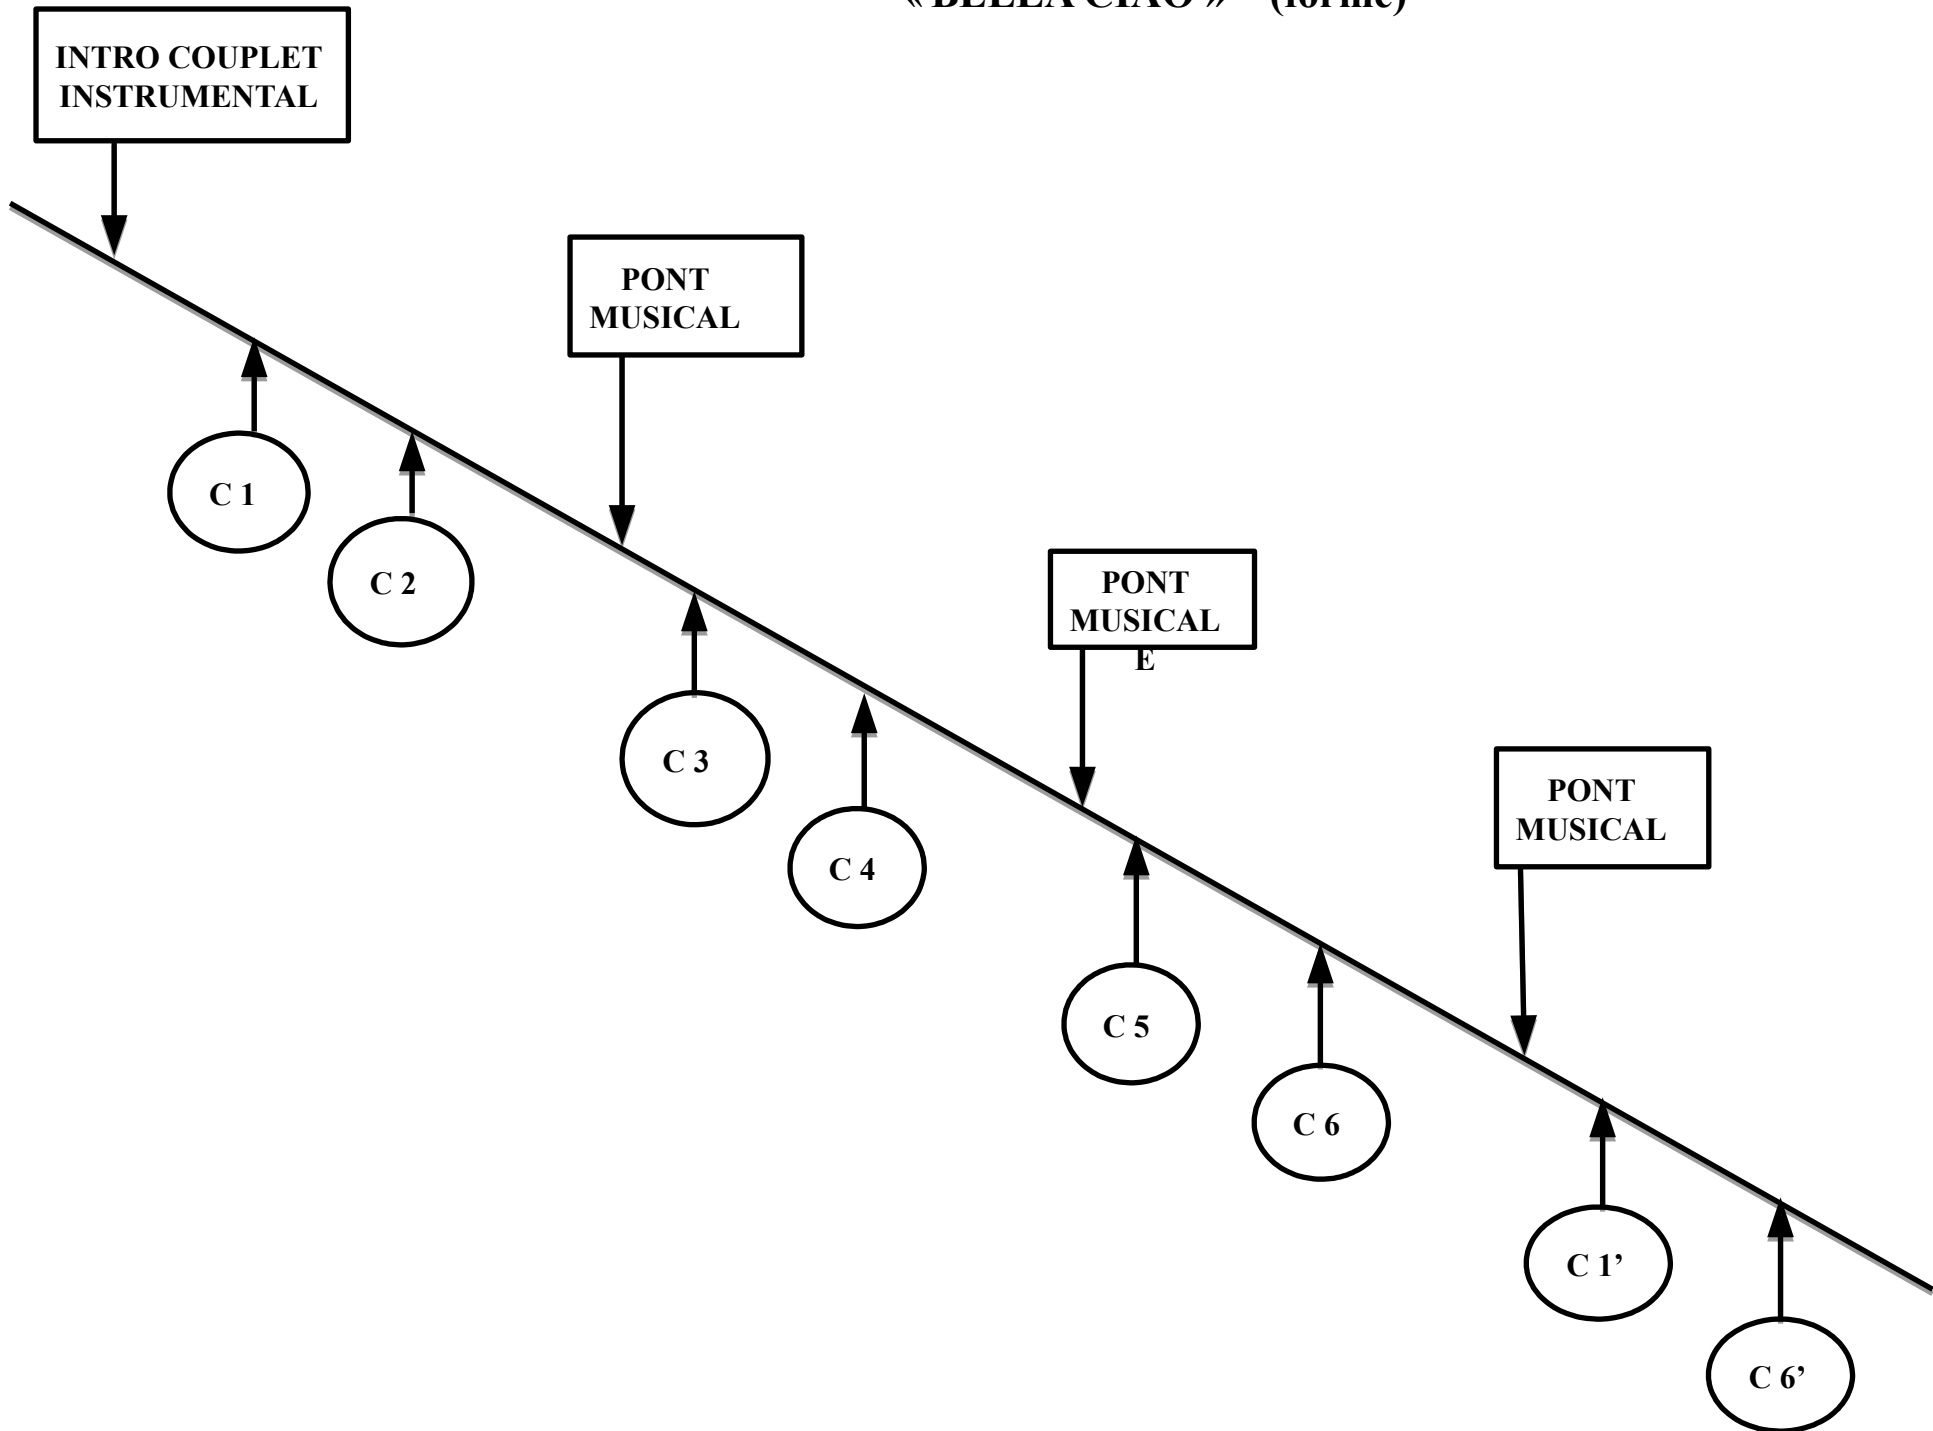 « BELLA CIAO » (forme)
INTRO COUPLET
INSTRUMENTAL
PONT
MUSICAL
C 1
C 2
PONT
MUSICAL
E
C 3
C 4
PONT
MUSICAL
C 5
C 6
C 1’
C 6’